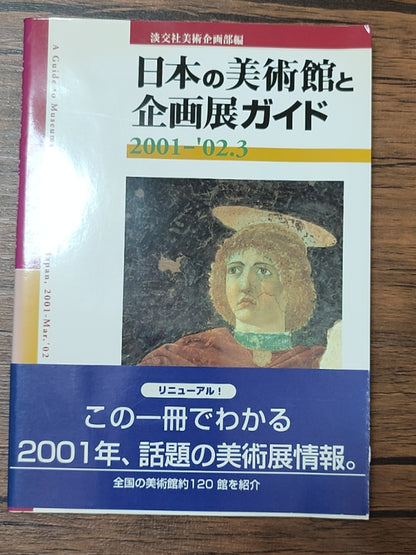 淡交社美術企画部編
日本の美術館と
企画展ガイド
2001-'02.3
A Guide to Museum
Japan, 2001-Mar.'02
リニューアル!
この一冊でわかる
2001年、話題の美術展情報。
全国の美術館約120 館を紹介